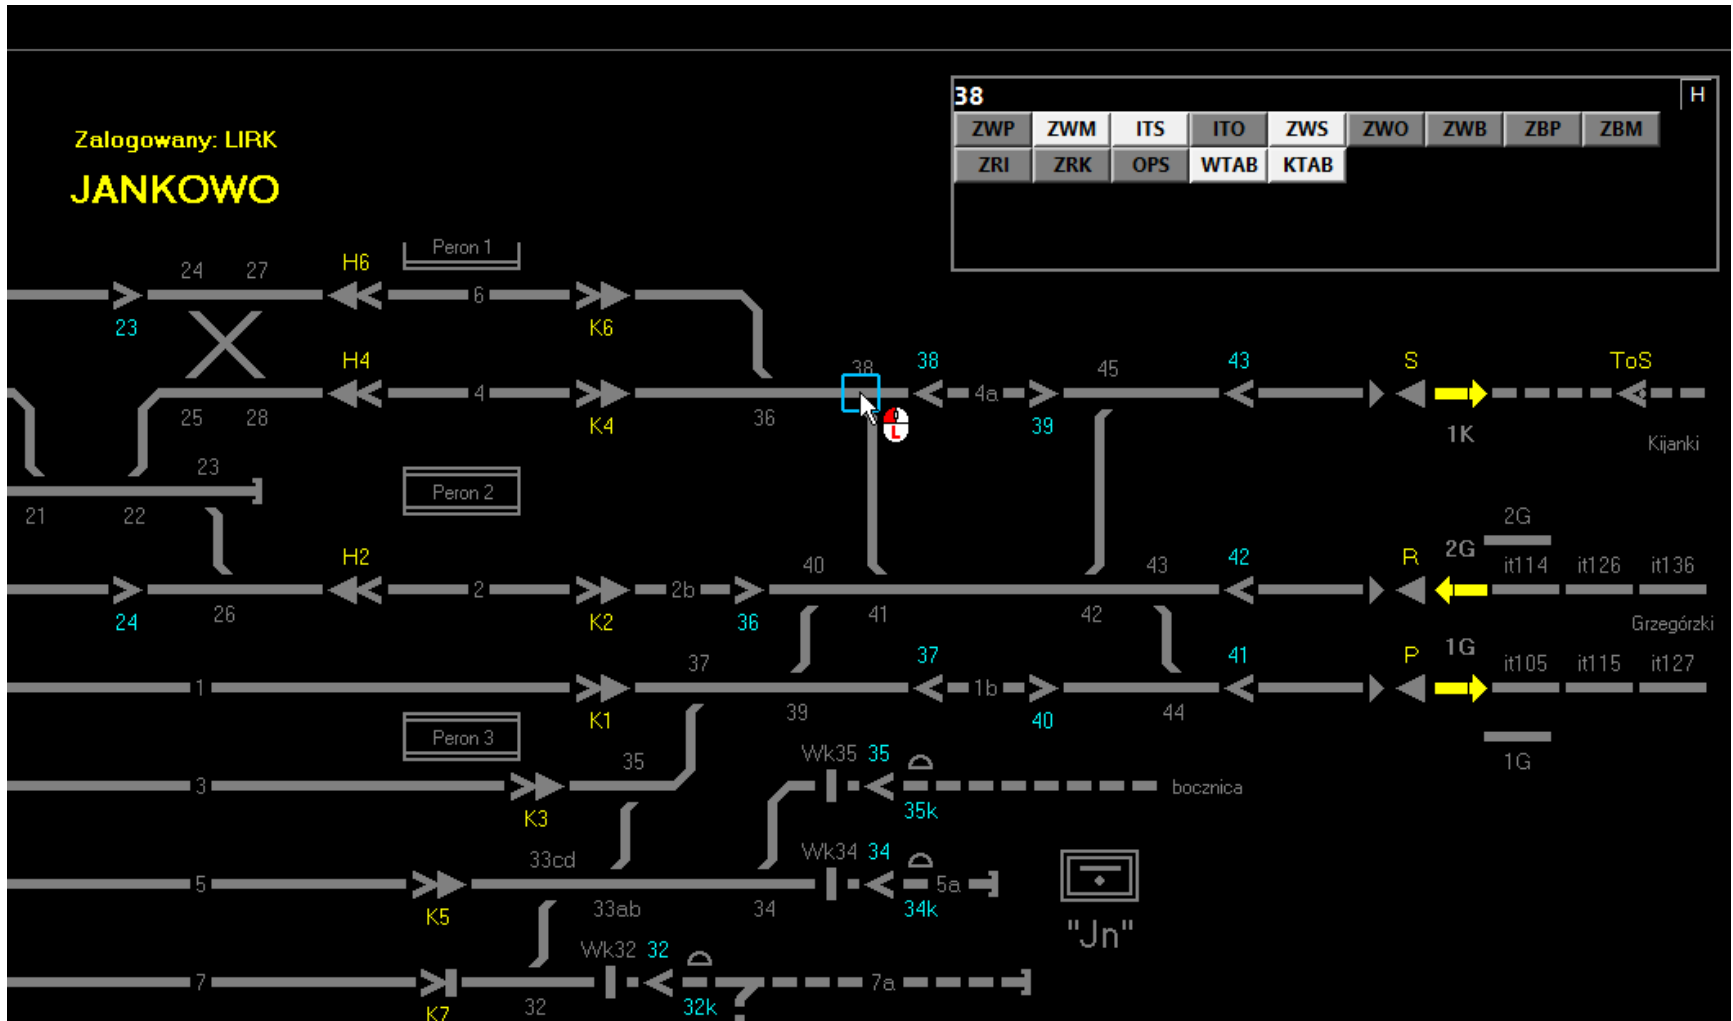 38 H
ZWP ZWM ITS ITO ZWS ZWO ZWB ZBP ZBM
ZRI ZRK OPS WTAB KTAB
Zalogowany: LIRK
JANKOWO
Peron 1
24 27 H6
6
23 K6
H4 38 38 45 43 S ToS
4 4a
25 28 K4 36 39 1K
Kijanki
23
Peron 2
21 22
2G
H2 40 43 42 R 2G it114 it126 it136
2 2b
24 26 K2 36 41 42
Grzegórzki
37 37 41 P 1G it105 it115 it127
1 1b
K1 39 40 44
Peron 3
35 Wk35 35 1G
3 bocznica
K3 35k
33cd Wk34 34
5 5a
K5 33ab 34 34k
"Jn"
Wk32 32
7 7a
K7 32 32k
L